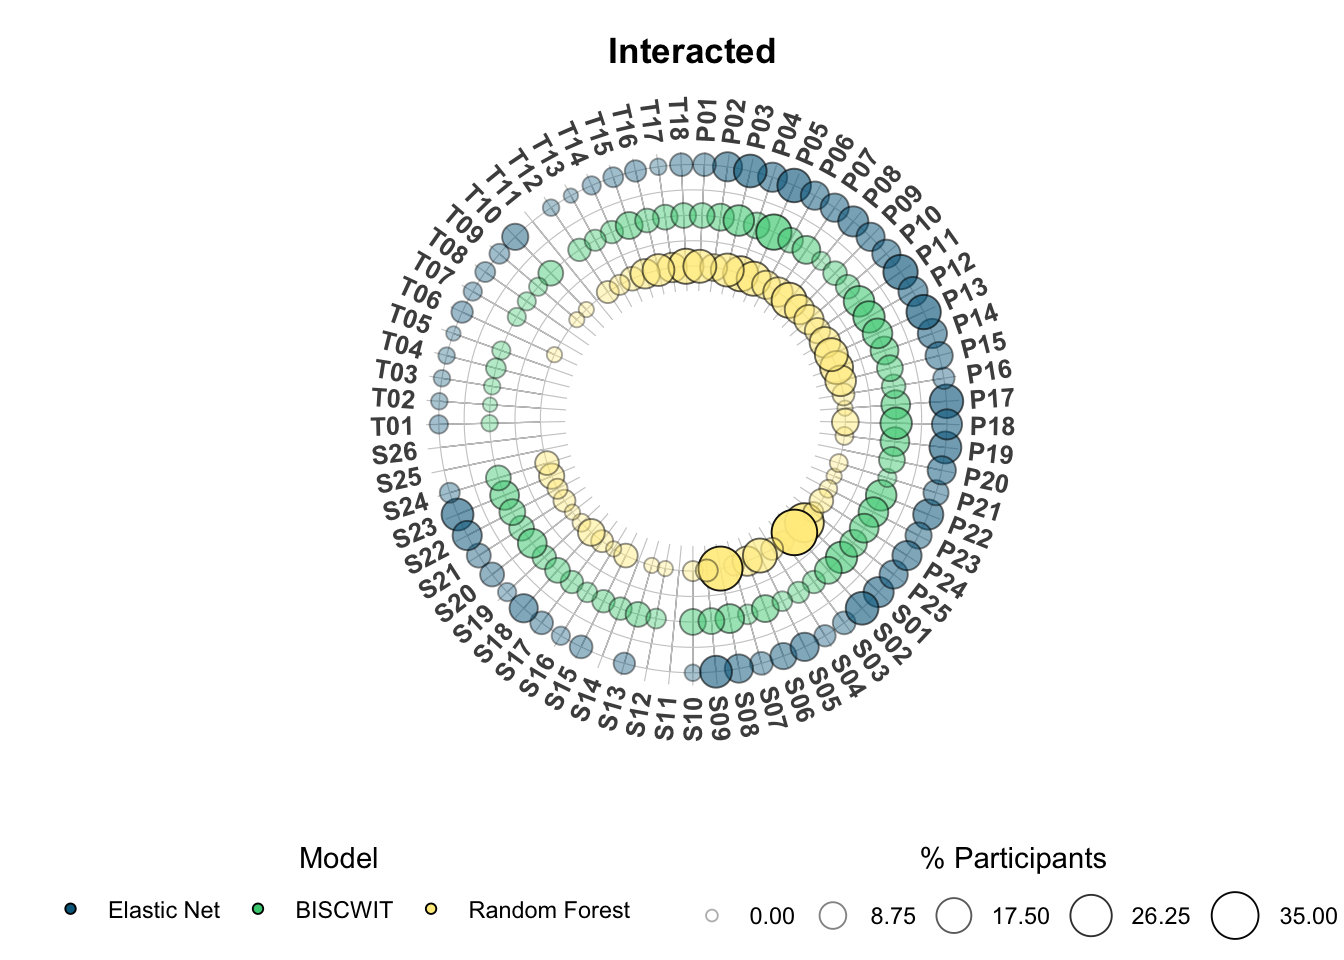 Interacted
P01
P02
P03
P04
P05
P06
P07
P08
P09
P10
P11
P12
P13
P14
P15
P16
P17
P18
P19
P20
P21
P22
P23
P24
P25
S01
S02
S03
S04
S05
S06
S07
S08
S09
S10
S11
S12
S13
S14
S15
S16
S17
S18
S19
S20
S21
S22
S23
S24
S25
S26
T01
T02
T03
T04
T05
T06
T07
T08
T09
T10
T11
T12
T13
T14
T15
T16
T17
T18
Model
Elastic Net BISCWIT Random Forest
% Participants
0.00 8.75 17.50 26.25 35.00